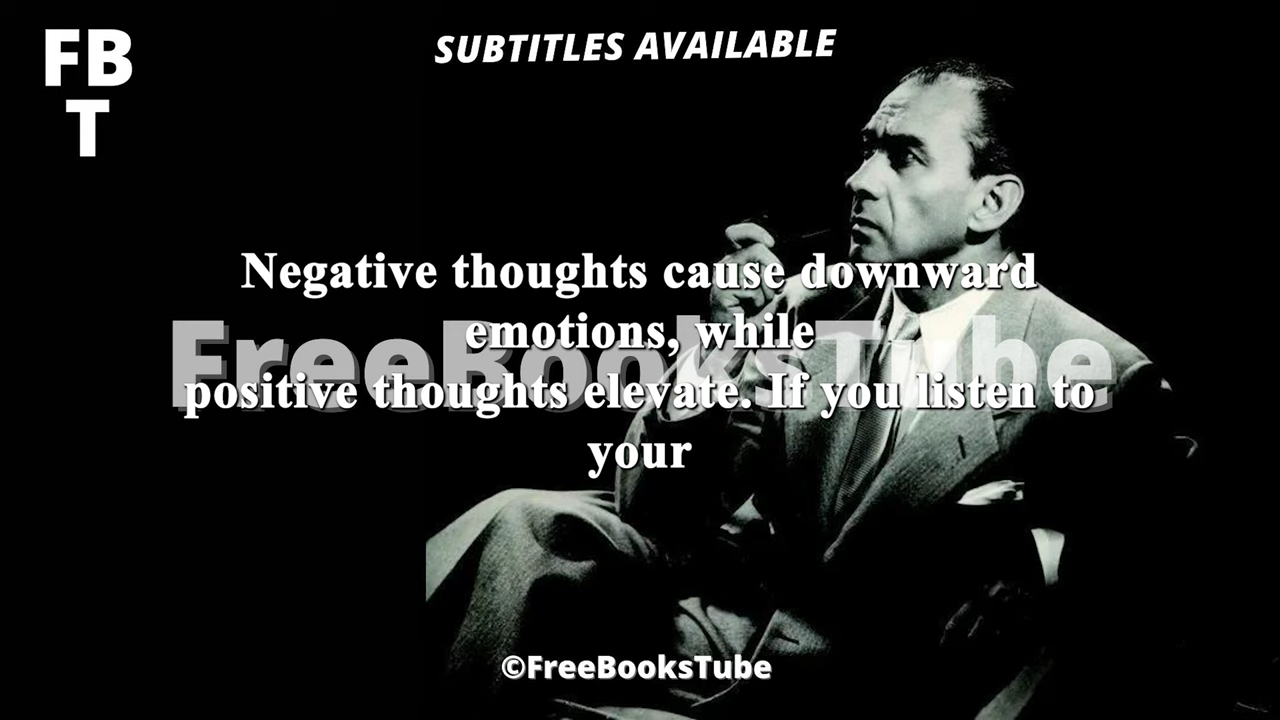 FB
T
SUBTITLES AVAILABLE
Negative thoughts cause downward
emotions, while
FreeBooksTube
positive thoughts elevate. If you listen to
your
©FreeBooksTube